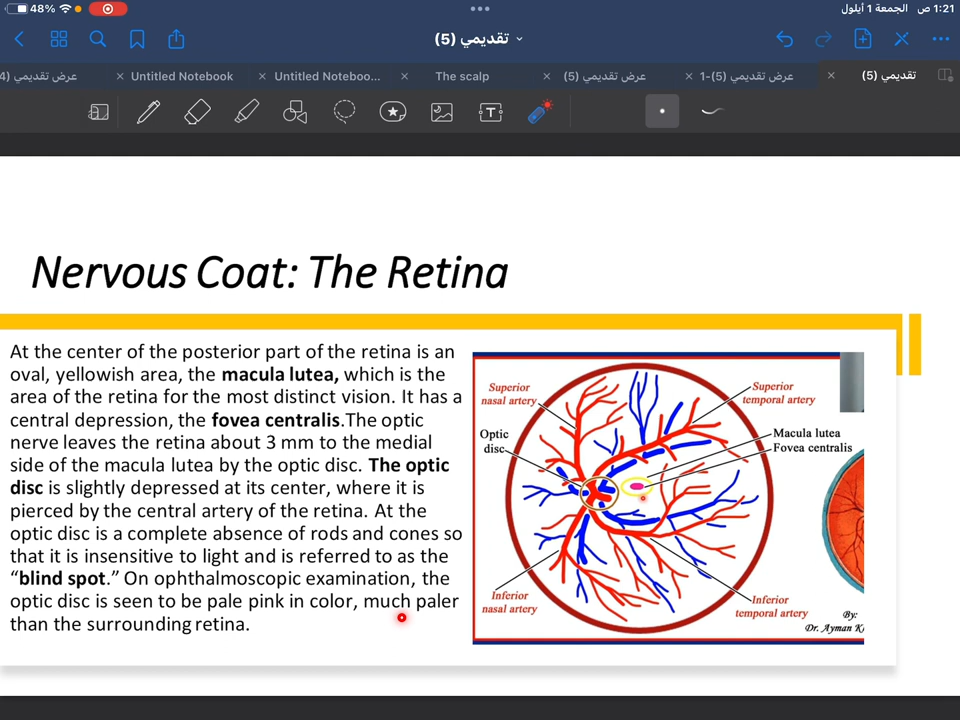 48%
1:21 ص الجمعة 1 أيلول
تقديمي (5)
عرض تقديمي (4
Untitled Notebook
Untitled Noteboo...
The scalp
عرض تقديمي (5)
عرض تقديمي (5)-1
تقديمي (5)
Nervous Coat: The Retina
At the center of the posterior part of the retina is an
oval, yellowish area, the macula lutea, which is the
area of the retina for the most distinct vision. It has a
central depression, the fovea centralis.The optic
nerve leaves the retina about 3 mm to the medial
side of the macula lutea by the optic disc. The optic
disc is slightly depressed at its center, where it is
pierced by the central artery of the retina. At the
optic disc is a complete absence of rods and cones so
that it is insensitive to light and is referred to as the
“blind spot.” On ophthalmoscopic examination, the
optic disc is seen to be pale pink in color, much paler
than the surrounding retina.
Superior
nasal artery
Superior
temporal artery
Optic
disc
Macula lutea
Fovea centralis
Inferior
nasal artery
Inferior
temporal artery
By:
Dr. Ayman